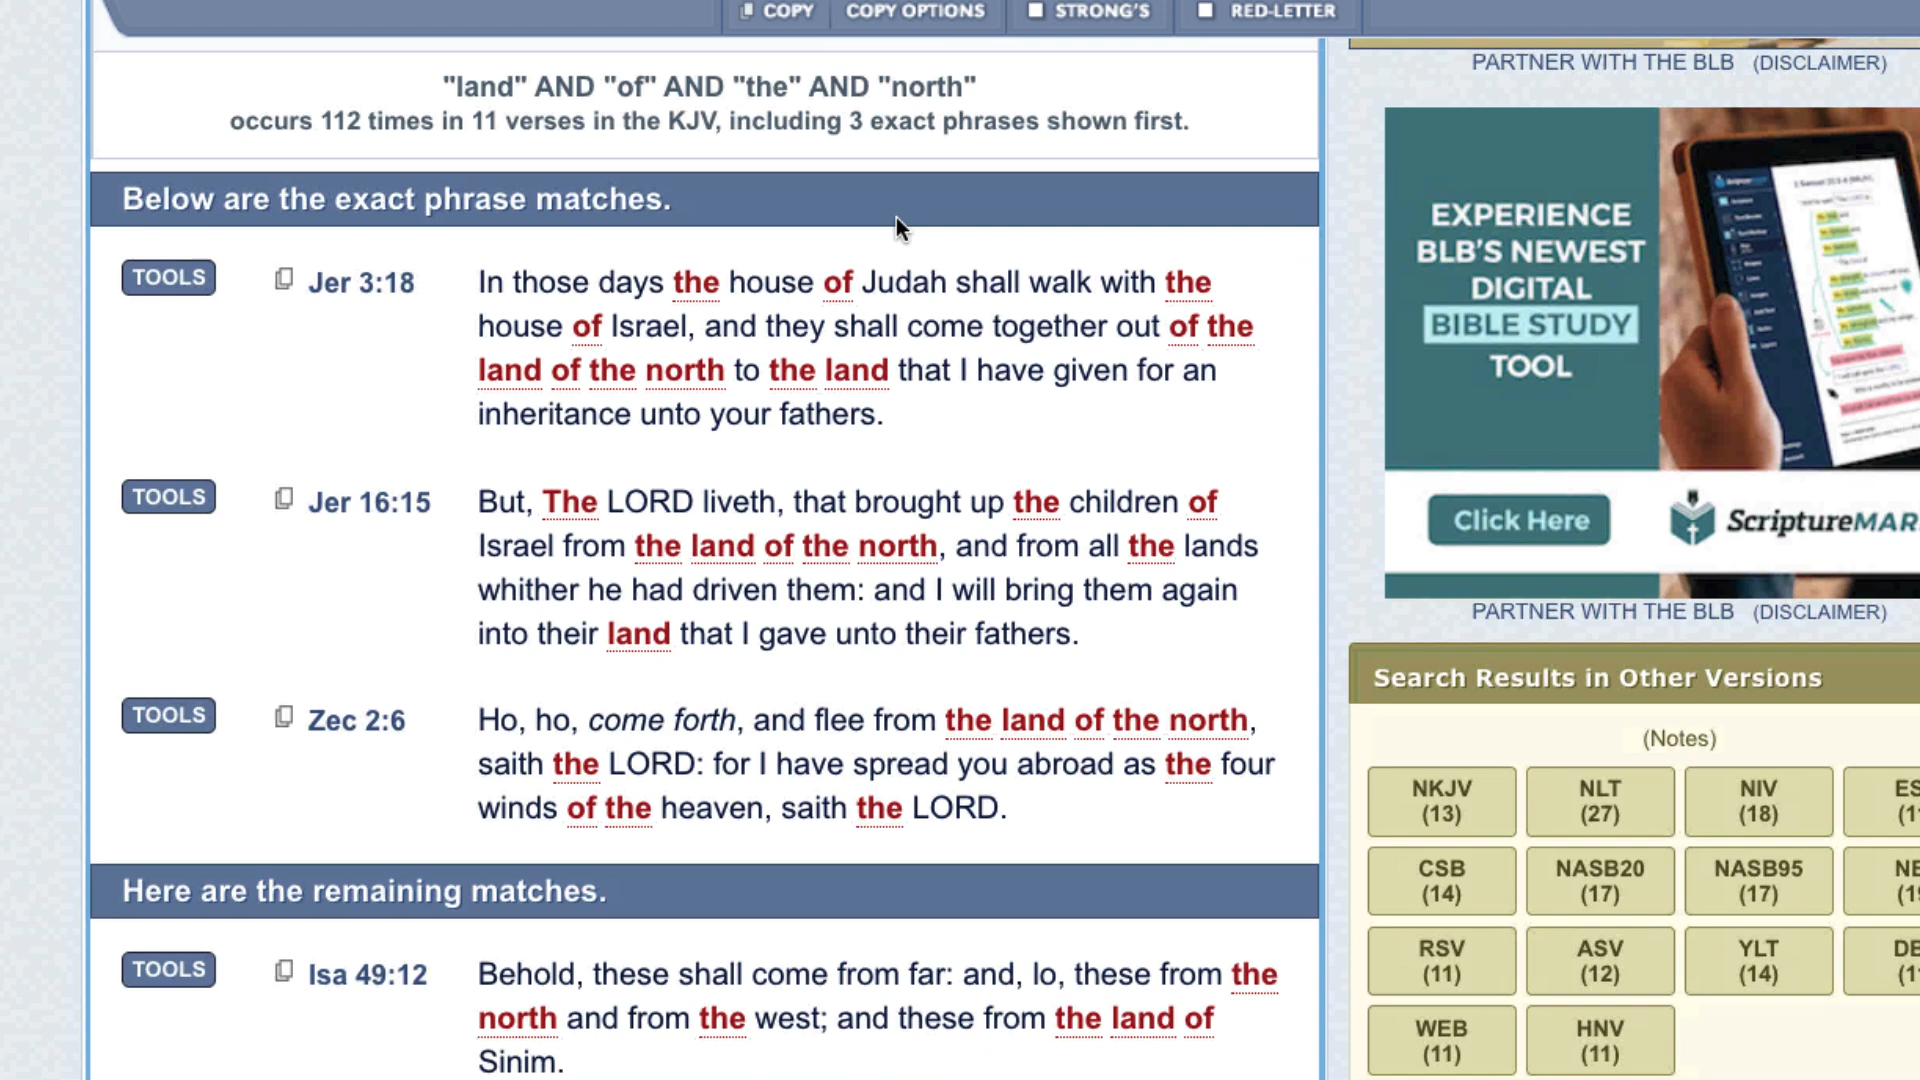 COPY COPY OPTIONS STRONG'S RED-LETTER
"land" AND "of" AND "the" AND "north"
occurs 112 times in 11 verses in the KJV, including 3 exact phrases shown first.
Below are the exact phrase matches.
TOOLS Jer 3:18 In those days the house of Judah shall walk with the
house of Israel, and they shall come together out of the
land of the north to the land that I have given for an
inheritance unto your fathers.
TOOLS Jer 16:15 But, The LORD liveth, that brought up the children of
Israel from the land of the north, and from all the lands
whither he had driven them: and I will bring them again
into their land that I gave unto their fathers.
TOOLS Zec 2:6 Ho, ho, come forth, and flee from the land of the north,
saith the LORD: for I have spread you abroad as the four
winds of the heaven, saith the LORD.
Here are the remaining matches.
TOOLS Isa 49:12 Behold, these shall come from far: and, lo, these from the
north and from the west; and these from the land of
Sinim.
PARTNER WITH THE BLB (DISCLAIMER)
EXPERIENCE
BLB'S NEWEST
DIGITAL
BIBLE STUDY
TOOL
Click Here ScriptureMAR
PARTNER WITH THE BLB (DISCLAIMER)
Search Results in Other Versions
(Notes)
NKJV NLT NIV ES
(13) (27) (18) (1
CSB NASB20 NASB95 NE
(14) (17) (17) (19
RSV ASV YLT DE
(11) (12) (14) (1
WEB HNV
(11) (11)